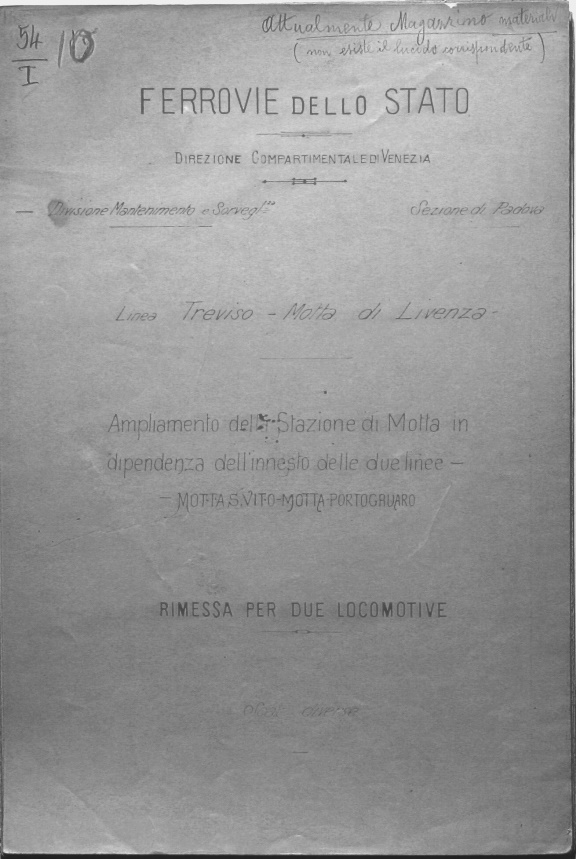 54
I
10
Attualmente Magazzino materiale
(non esiste il lucido corrispondente)
FERROVIE DELLO STATO
DIREZIONE COMPARTIMENTALE DI VENEZIA
— Divisione Mantenimento e Sorvegl.za
Sezione di Padova
Linea Treviso - Motta di Livenza -
Ampliamento della Stazione di Motta in
dipendenza dell'innesto delle due linee —
- MOTTA S. VITO - MOTTA PORTOGRUARO
RIMESSA PER DUE LOCOMOTIVE